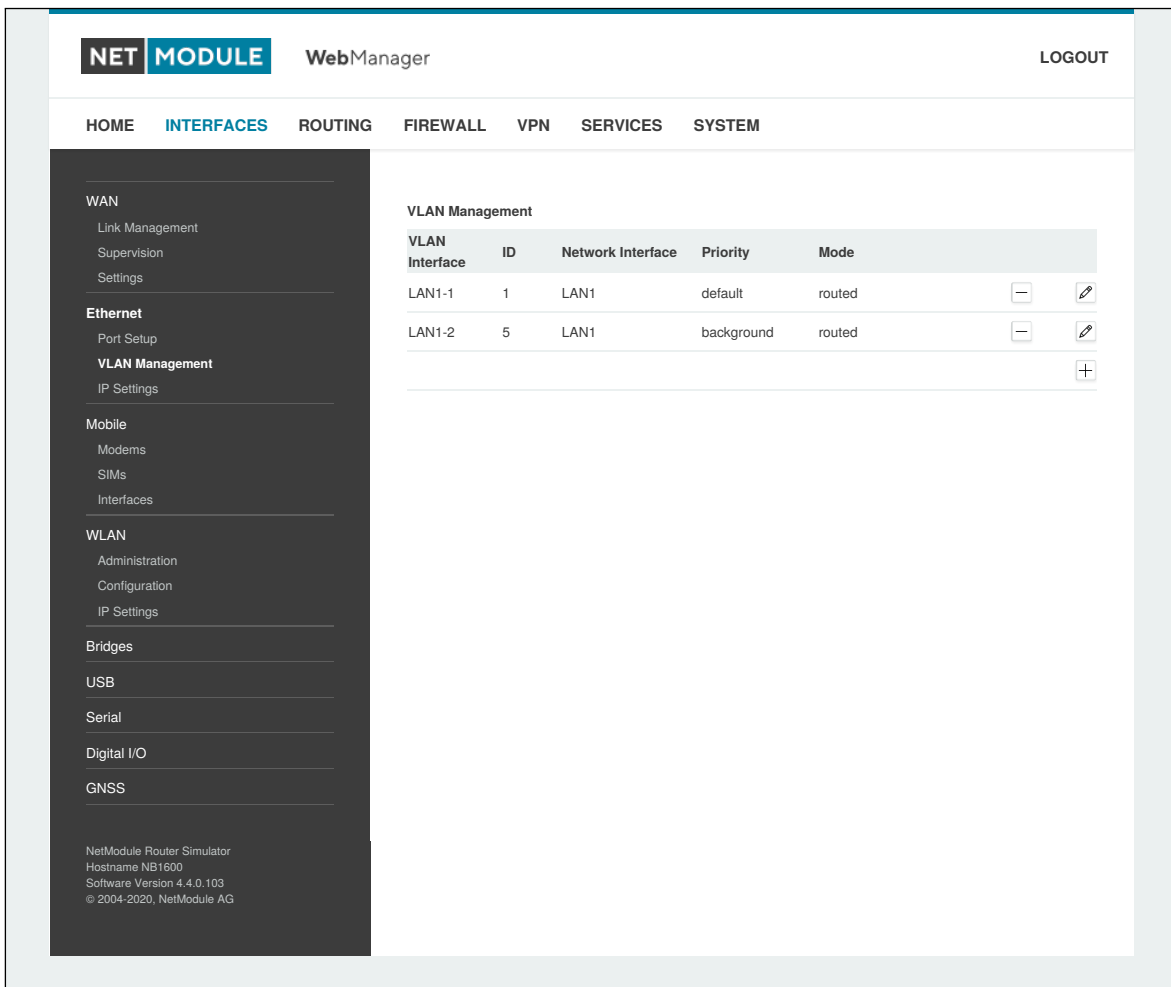 NET MODULE WebManager LOGOUT
HOME INTERFACES ROUTING FIREWALL VPN SERVICES SYSTEM
WAN
Link Management
Supervision
Settings
Ethernet
Port Setup
VLAN Management
IP Settings
Mobile
Modems
SIMs
Interfaces
WLAN
Administration
Configuration
IP Settings
Bridges
USB
Serial
Digital I/O
GNSS
NetModule Router Simulator
Hostname NB1600
Software Version 4.4.0.103
© 2004-2020, NetModule AG
VLAN Management
VLAN Interface ID Network Interface Priority Mode
LAN1-1 1 LAN1 default routed
LAN1-2 5 LAN1 background routed